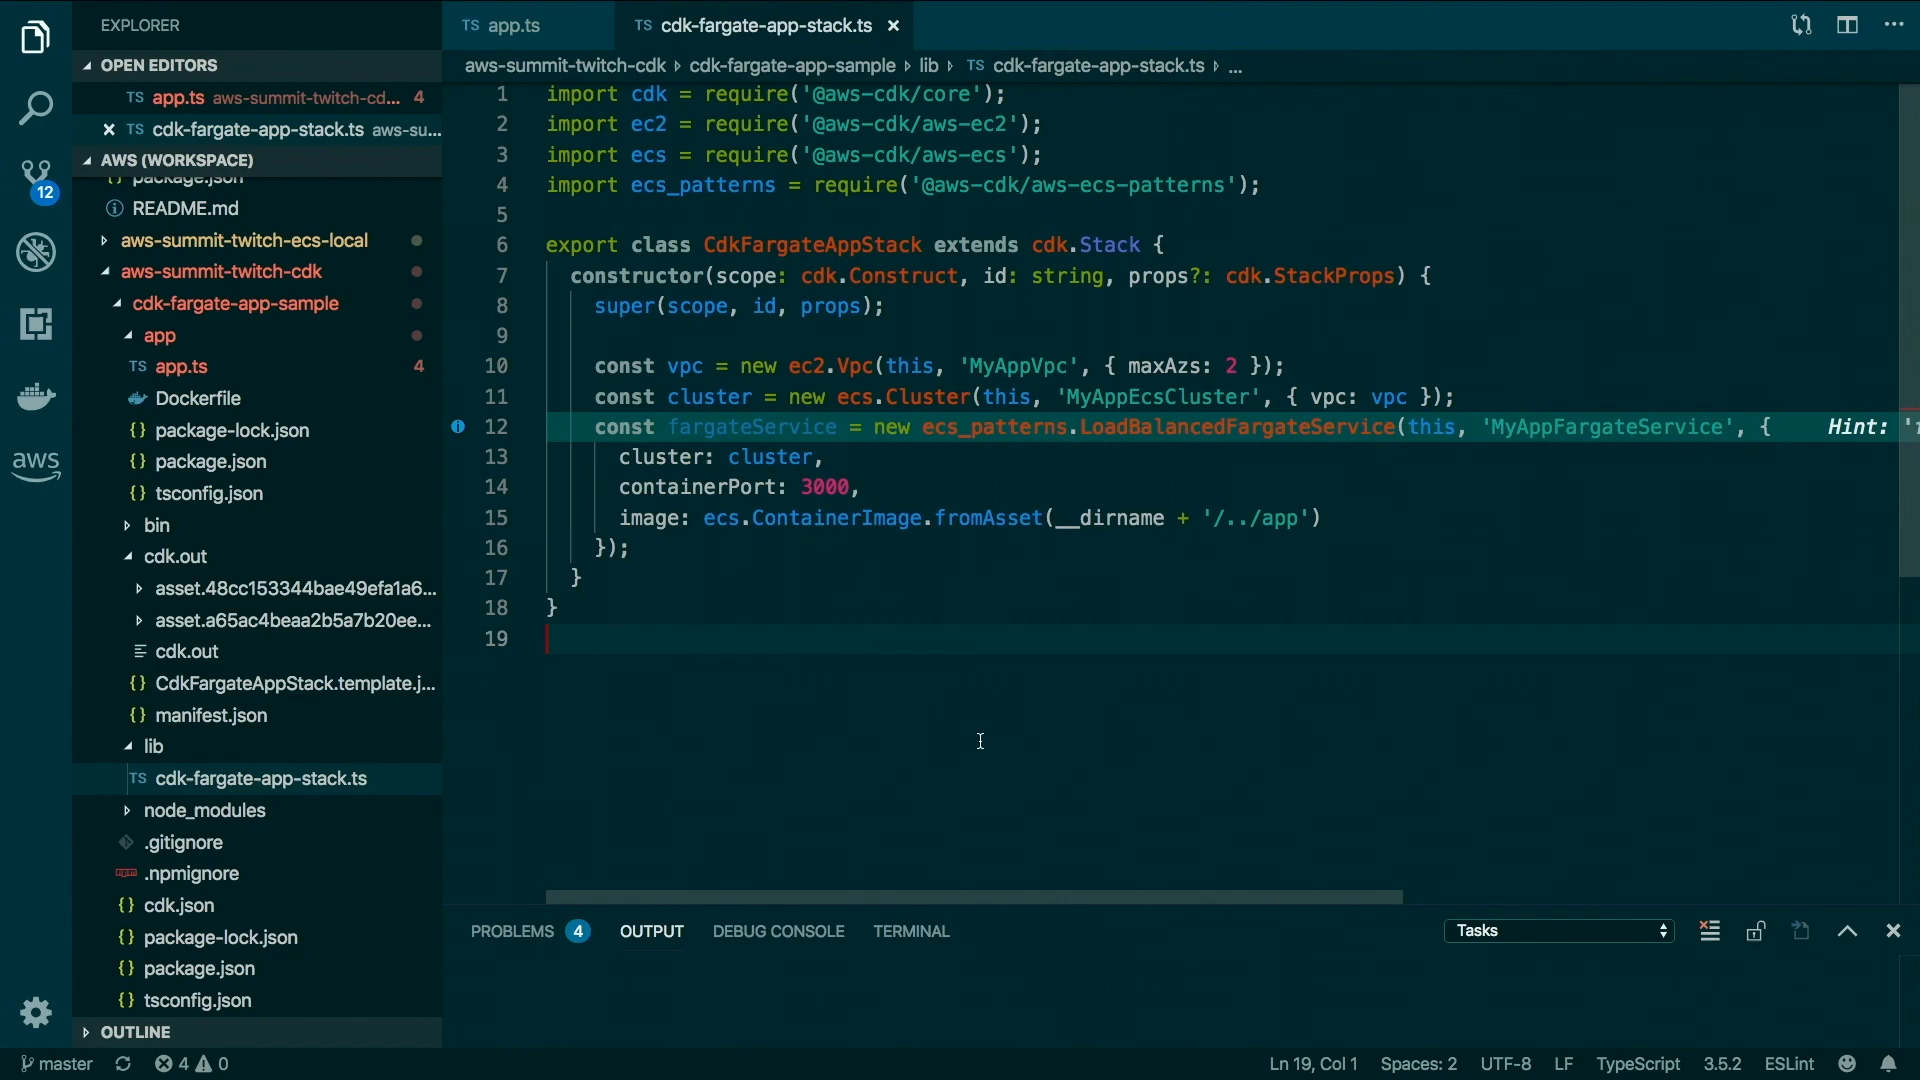 EXPLORER
OPEN EDITORS
TS app.ts aws-summit-twitch-cd... 4
TS cdk-fargate-app-stack.ts aws-su...
AWS (WORKSPACE)
package.json
README.md
aws-summit-twitch-ecs-local
aws-summit-twitch-cdk
cdk-fargate-app-sample
app
TS app.ts 4
Dockerfile
{} package-lock.json
{} package.json
{} tsconfig.json
bin
cdk.out
asset.48cc153344bae49efa1a6...
asset.a65ac4beaa2b5a7b20ee...
cdk.out
{} CdkFargateAppStack.template.j...
{} manifest.json
lib
TS cdk-fargate-app-stack.ts
node_modules
.gitignore
.npmignore
{} cdk.json
{} package-lock.json
{} package.json
{} tsconfig.json
OUTLINE
12
aws
TS app.ts
TS cdk-fargate-app-stack.ts
aws-summit-twitch-cdk › cdk-fargate-app-sample › lib › TS cdk-fargate-app-stack.ts › ...
1 import cdk = require('@aws-cdk/core');
2 import ec2 = require('@aws-cdk/aws-ec2');
3 import ecs = require('@aws-cdk/aws-ecs');
4 import ecs_patterns = require('@aws-cdk/aws-ecs-patterns');
5
6 export class CdkFargateAppStack extends cdk.Stack {
7 constructor(scope: cdk.Construct, id: string, props?: cdk.StackProps) {
8 super(scope, id, props);
9
10 const vpc = new ec2.Vpc(this, 'MyAppVpc', { maxAzs: 2 });
11 const cluster = new ecs.Cluster(this, 'MyAppEcsCluster', { vpc: vpc });
12 const fargateService = new ecs_patterns.LoadBalancedFargateService(this, 'MyAppFargateService', { Hint: '
13 cluster: cluster,
14 containerPort: 3000,
15 image: ecs.ContainerImage.fromAsset(__dirname + '/../app')
16 });
17 }
18 }
19
PROBLEMS 4 OUTPUT DEBUG CONSOLE TERMINAL Tasks
master 4 0 Ln 19, Col 1 Spaces: 2 UTF-8 LF TypeScript 3.5.2 ESLint